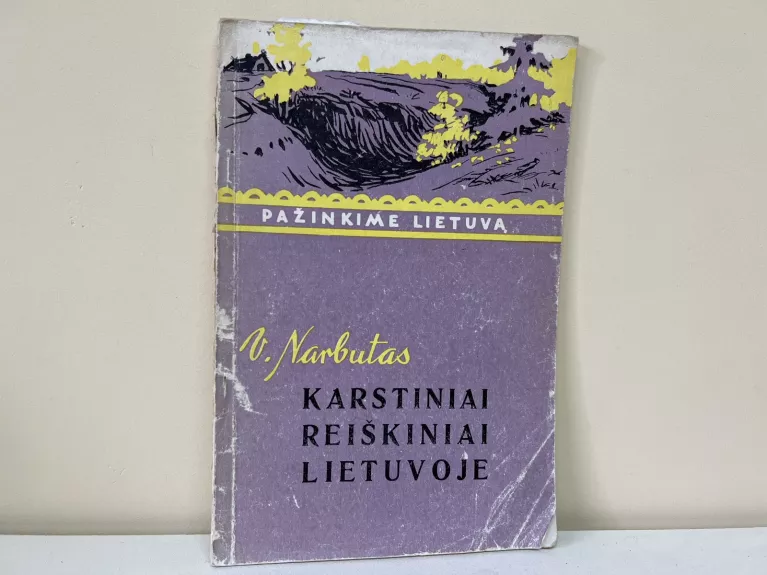 PAŽINKIME LIETUVĄ
V. Narbutas
KARSTINIAI
REIŠKINIAI
LIETUVOJE